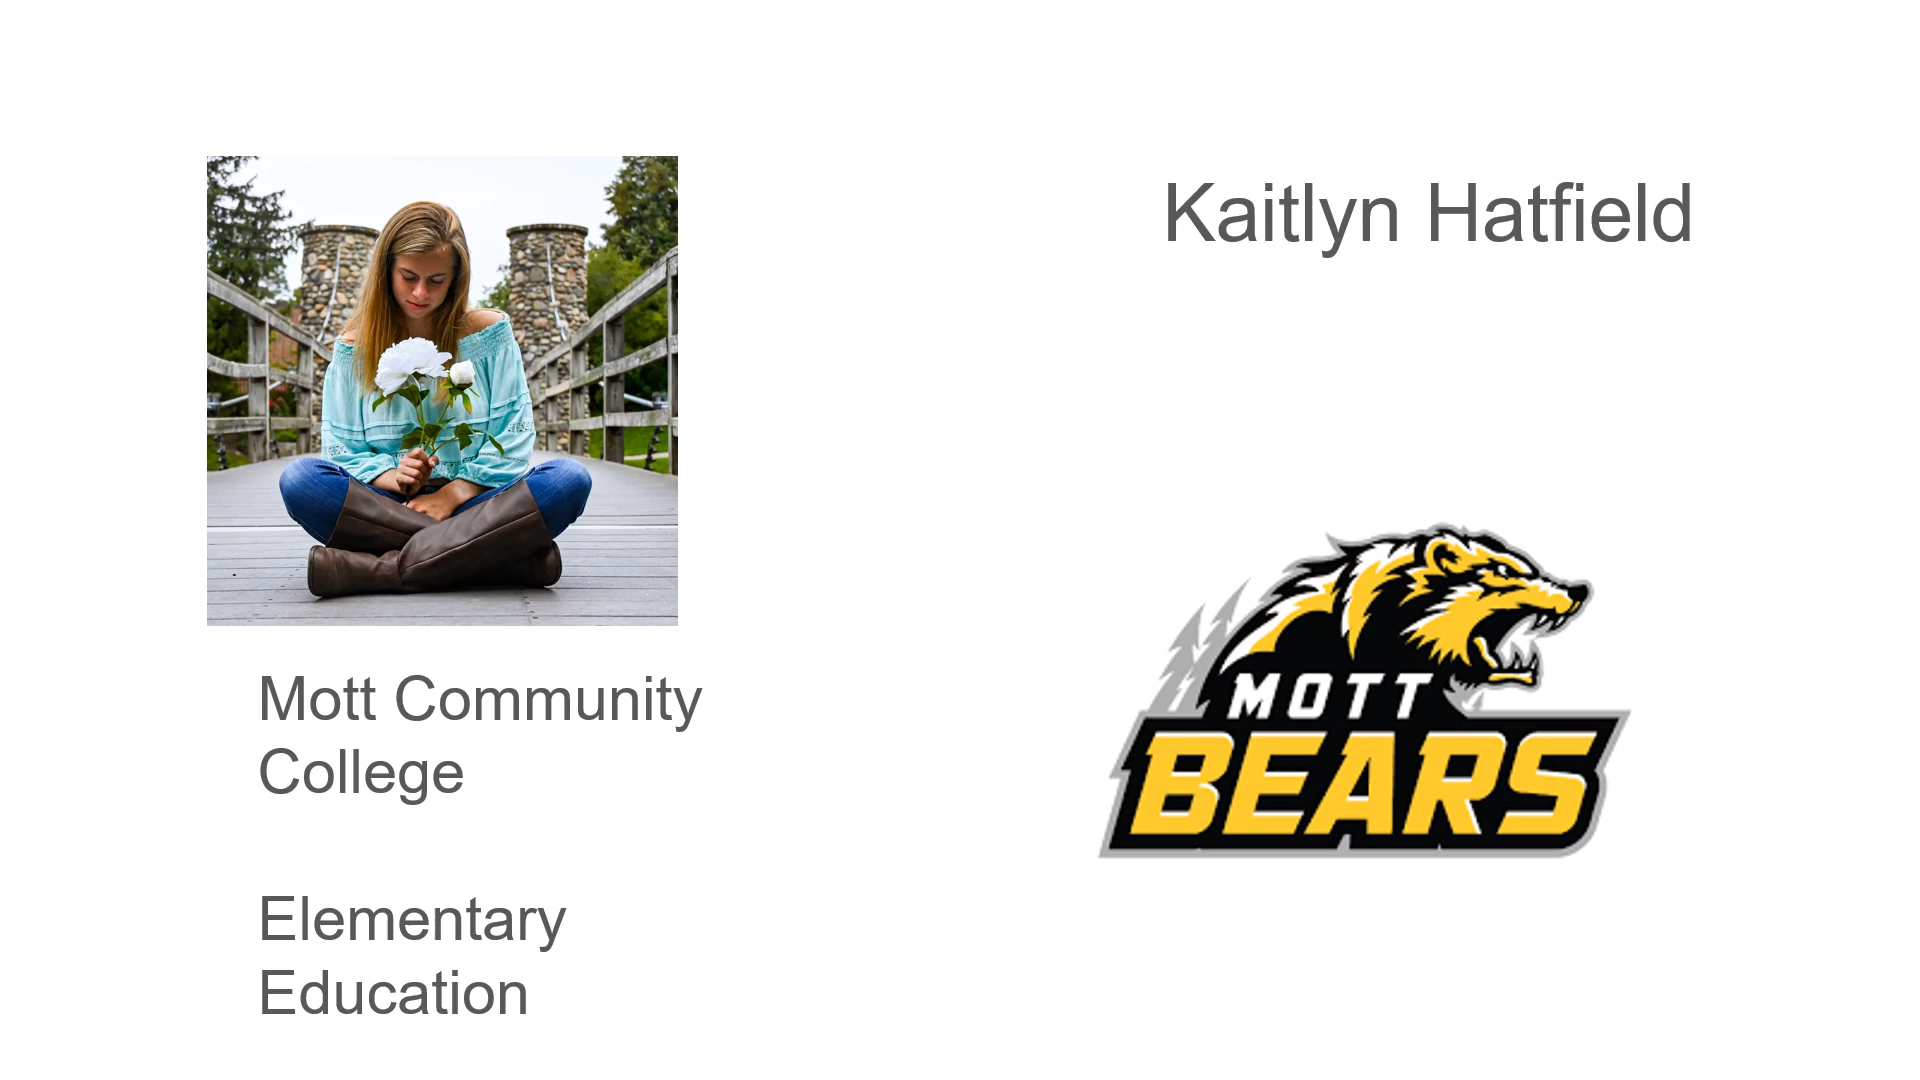 Kaitlyn Hatfield
Mott Community
College
Elementary
Education
MOTT
BEARS